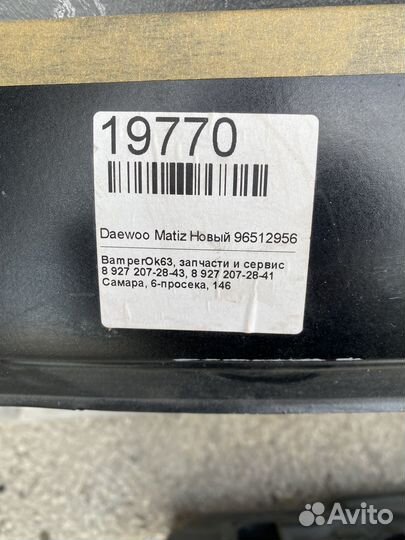 19770
Daewoo Matiz Новый 96512956
BamperOk63, запчасти и сервис
8 927 207-28-43, 8 927 207-28-41
Самара, 6-просека, 146
Avito